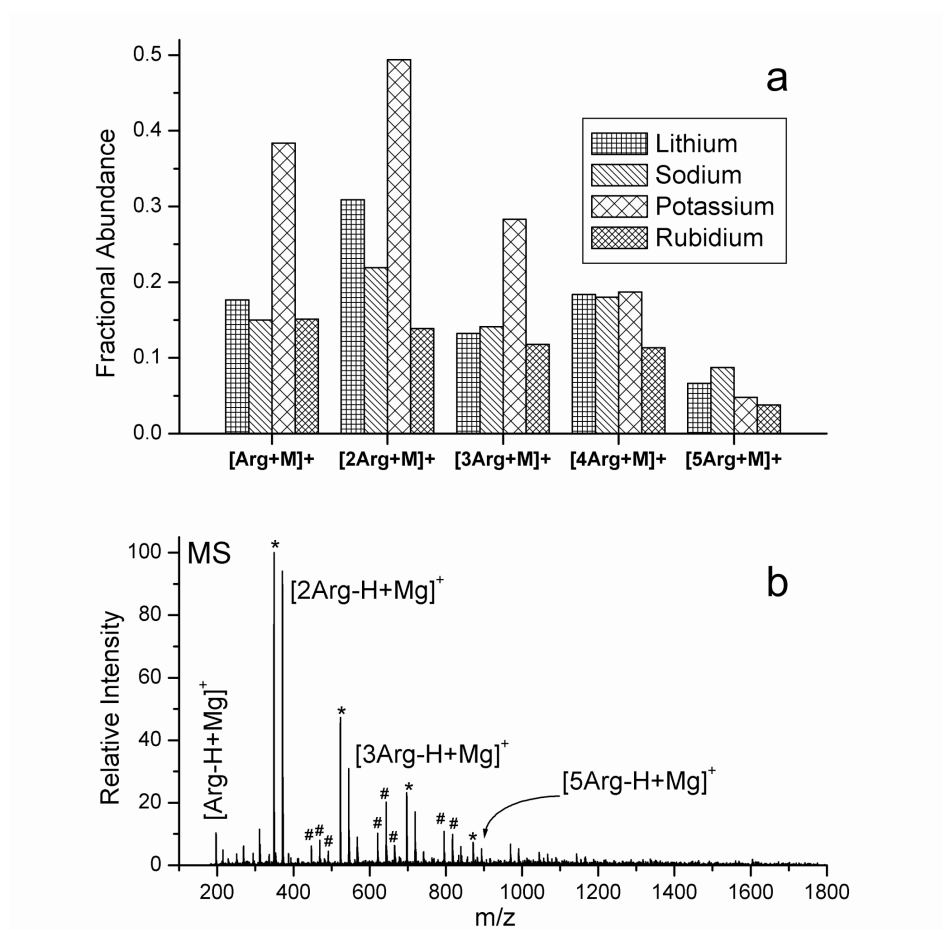 a
0.5
0.4
0.3
0.2
0.1
0.0
Fractional Abundance
Lithium
Sodium
Potassium
Rubidium
[Arg+M]+ [2Arg+M]+ [3Arg+M]+ [4Arg+M]+ [5Arg+M]+
MS
b
100
80
60
40
20
0
Relative Intensity
[Arg-H+Mg]+
*
[2Arg-H+Mg]+
*
[3Arg-H+Mg]+
*
[5Arg-H+Mg]+
*
# # # # # # # #
200 400 600 800 1000 1200 1400 1600 1800
m/z